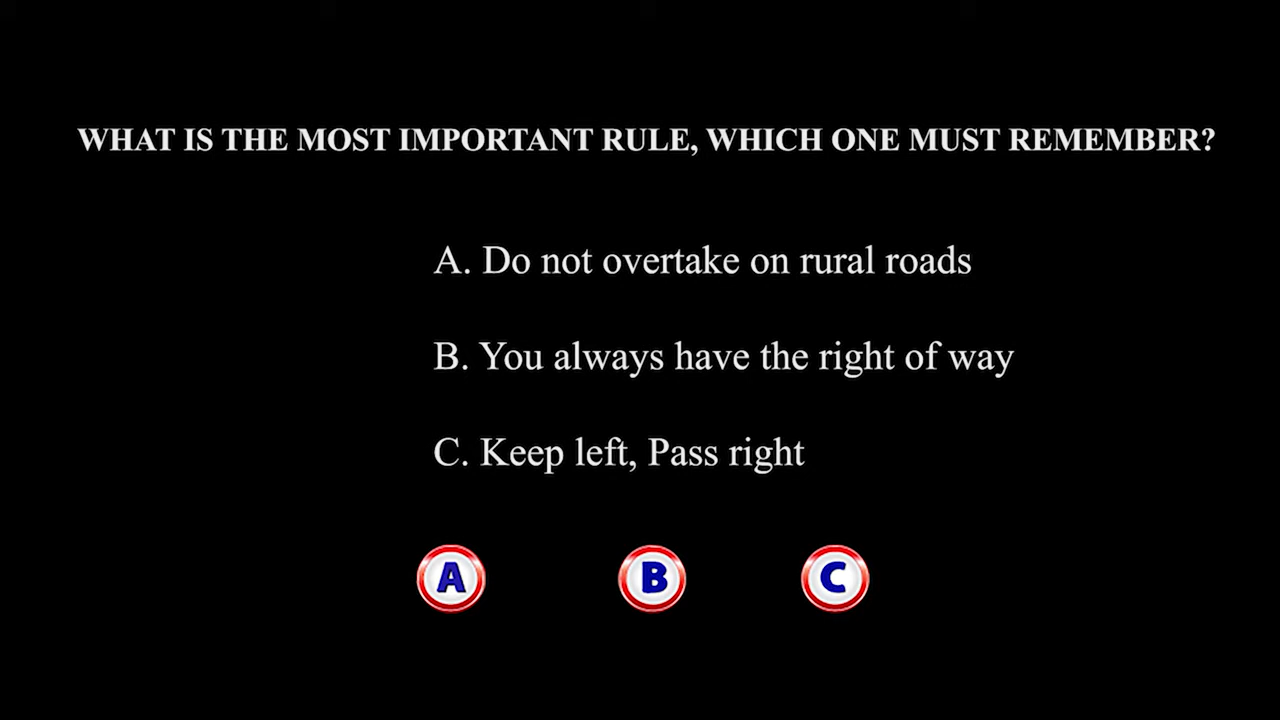 WHAT IS THE MOST IMPORTANT RULE, WHICH ONE MUST REMEMBER?
A. Do not overtake on rural roads
B. You always have the right of way
C. Keep left, Pass right
A B C